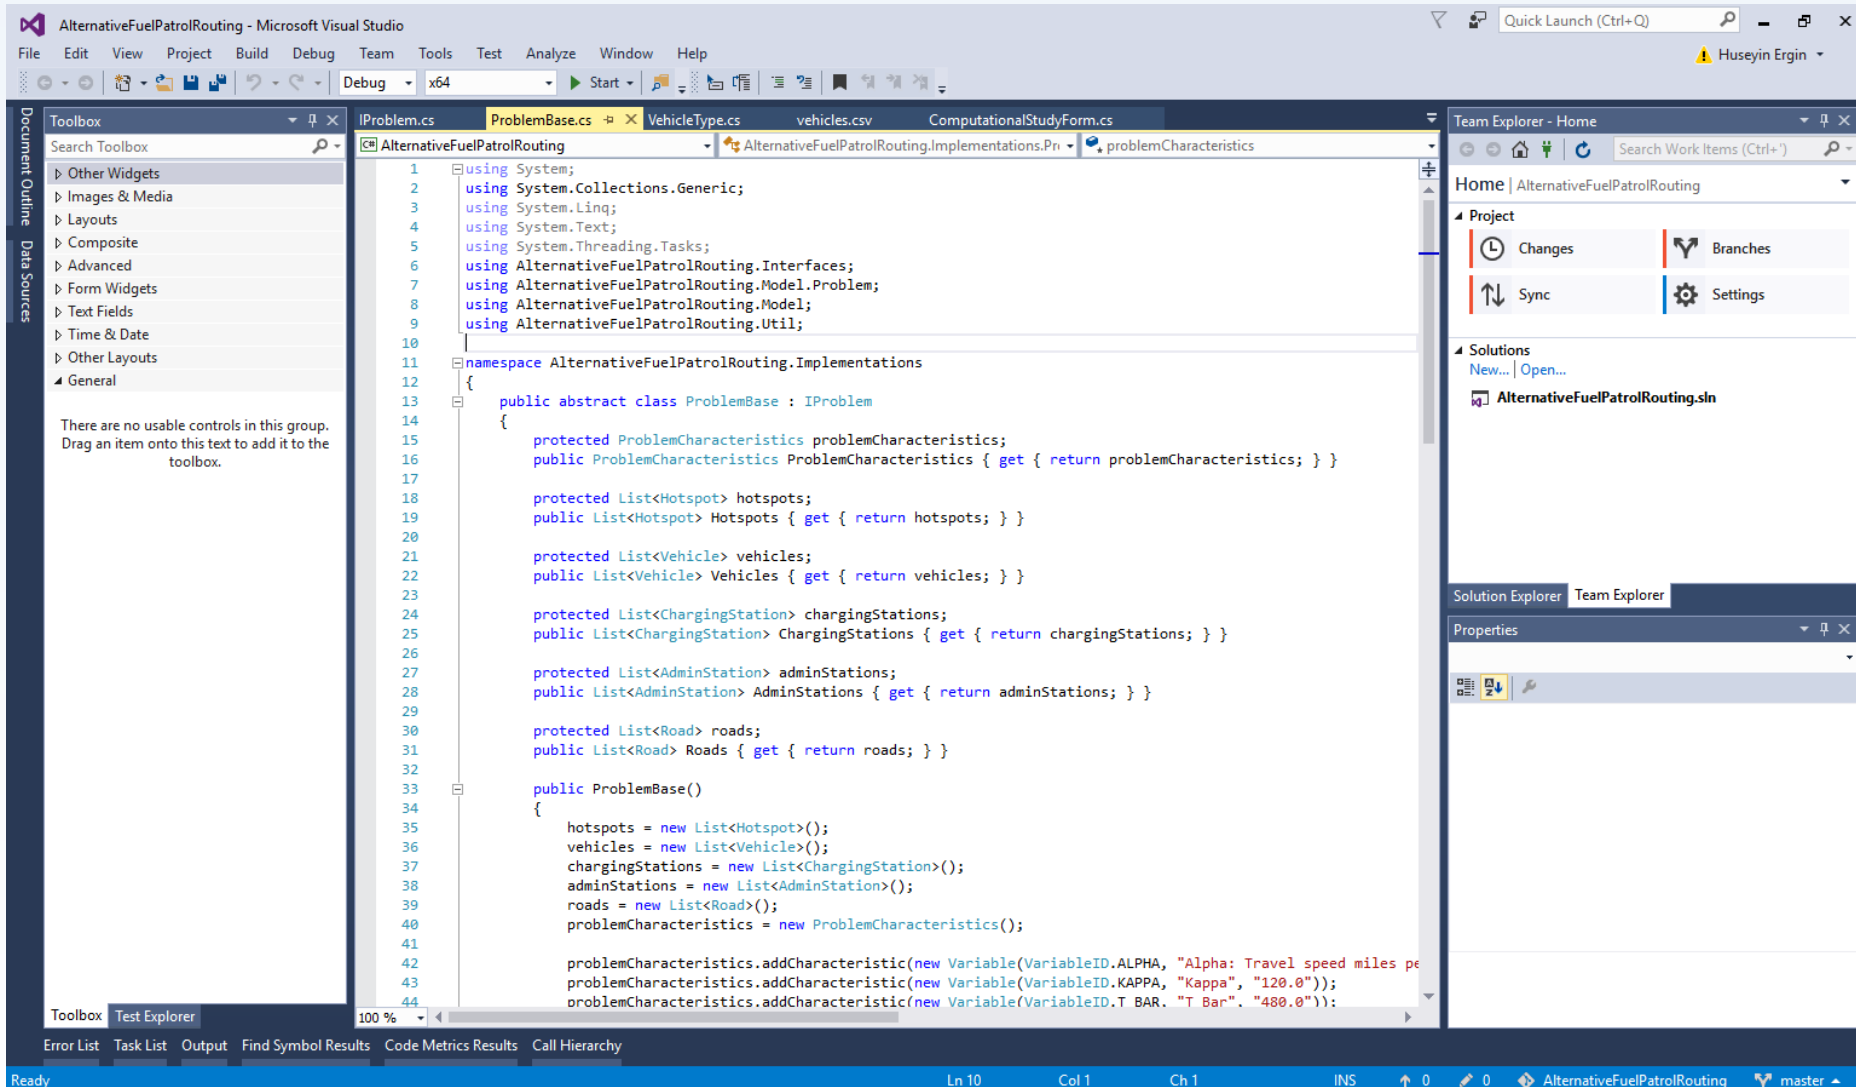 AlternativeFuelPatrolRouting - Microsoft Visual Studio
Quick Launch (Ctrl+Q)
File Edit View Project Build Debug Team Tools Test Analyze Window Help
Huseyin Ergin
Debug x64 Start
Document Outline
Data Sources
Toolbox
Search Toolbox
Other Widgets
Images & Media
Layouts
Composite
Advanced
Form Widgets
Text Fields
Time & Date
Other Layouts
General
There are no usable controls in this group.
Drag an item onto this text to add it to the
toolbox.
Toolbox Test Explorer
IProblem.cs ProblemBase.cs VehicleType.cs vehicles.csv ComputationalStudyForm.cs
C# AlternativeFuelPatrolRouting AlternativeFuelPatrolRouting.Implementations.Pr problemCharacteristics
1 using System;
2 using System.Collections.Generic;
3 using System.Linq;
4 using System.Text;
5 using System.Threading.Tasks;
6 using AlternativeFuelPatrolRouting.Interfaces;
7 using AlternativeFuelPatrolRouting.Model.Problem;
8 using AlternativeFuelPatrolRouting.Model;
9 using AlternativeFuelPatrolRouting.Util;
10
11 namespace AlternativeFuelPatrolRouting.Implementations
12 {
13 public abstract class ProblemBase : IProblem
14 {
15 protected ProblemCharacteristics problemCharacteristics;
16 public ProblemCharacteristics ProblemCharacteristics { get { return problemCharacteristics; } }
17
18 protected List<Hotspot> hotspots;
19 public List<Hotspot> Hotspots { get { return hotspots; } }
20
21 protected List<Vehicle> vehicles;
22 public List<Vehicle> Vehicles { get { return vehicles; } }
23
24 protected List<ChargingStation> chargingStations;
25 public List<ChargingStation> ChargingStations { get { return chargingStations; } }
26
27 protected List<AdminStation> adminStations;
28 public List<AdminStation> AdminStations { get { return adminStations; } }
29
30 protected List<Road> roads;
31 public List<Road> Roads { get { return roads; } }
32
33 public ProblemBase()
34 {
35 hotspots = new List<Hotspot>();
36 vehicles = new List<Vehicle>();
37 chargingStations = new List<ChargingStation>();
38 adminStations = new List<AdminStation>();
39 roads = new List<Road>();
40 problemCharacteristics = new ProblemCharacteristics();
41
42 problemCharacteristics.addCharacteristic(new Variable(VariableID.ALPHA, "Alpha: Travel speed miles pe
43 problemCharacteristics.addCharacteristic(new Variable(VariableID.KAPPA, "Kappa", "120.0"));
44 problemCharacteristics.addCharacteristic(new Variable(VariableID.T_BAR, "T_Bar", "480.0"));
100 %
Team Explorer - Home
Search Work Items (Ctrl+')
Home | AlternativeFuelPatrolRouting
Project
Changes Branches
Sync Settings
Solutions
New... | Open...
AlternativeFuelPatrolRouting.sln
Solution Explorer Team Explorer
Properties
Error List Task List Output Find Symbol Results Code Metrics Results Call Hierarchy
Ready Ln 10 Col 1 Ch 1 INS 0 0 AlternativeFuelPatrolRouting master